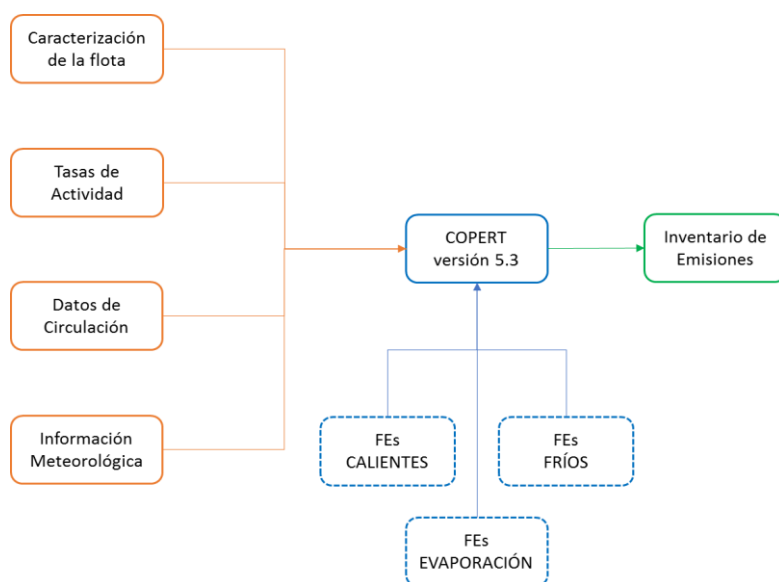 Caracterización
de la flota
Tasas de
Actividad
Datos de
Circulación
Información
Meteorológica
COPERT
versión 5.3
Inventario de
Emisiones
FEs
CALIENTES
FEs
FRÍOS
FEs
EVAPORACIÓN